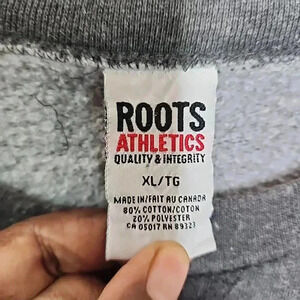 ROOTS
ATHLETICS
QUALITY & INTEGRITY
XL/TG
MADE IN/FAIT AU CANADA
80% COTTON/COTON
20% POLYESTER
CA 05017 RN 89323